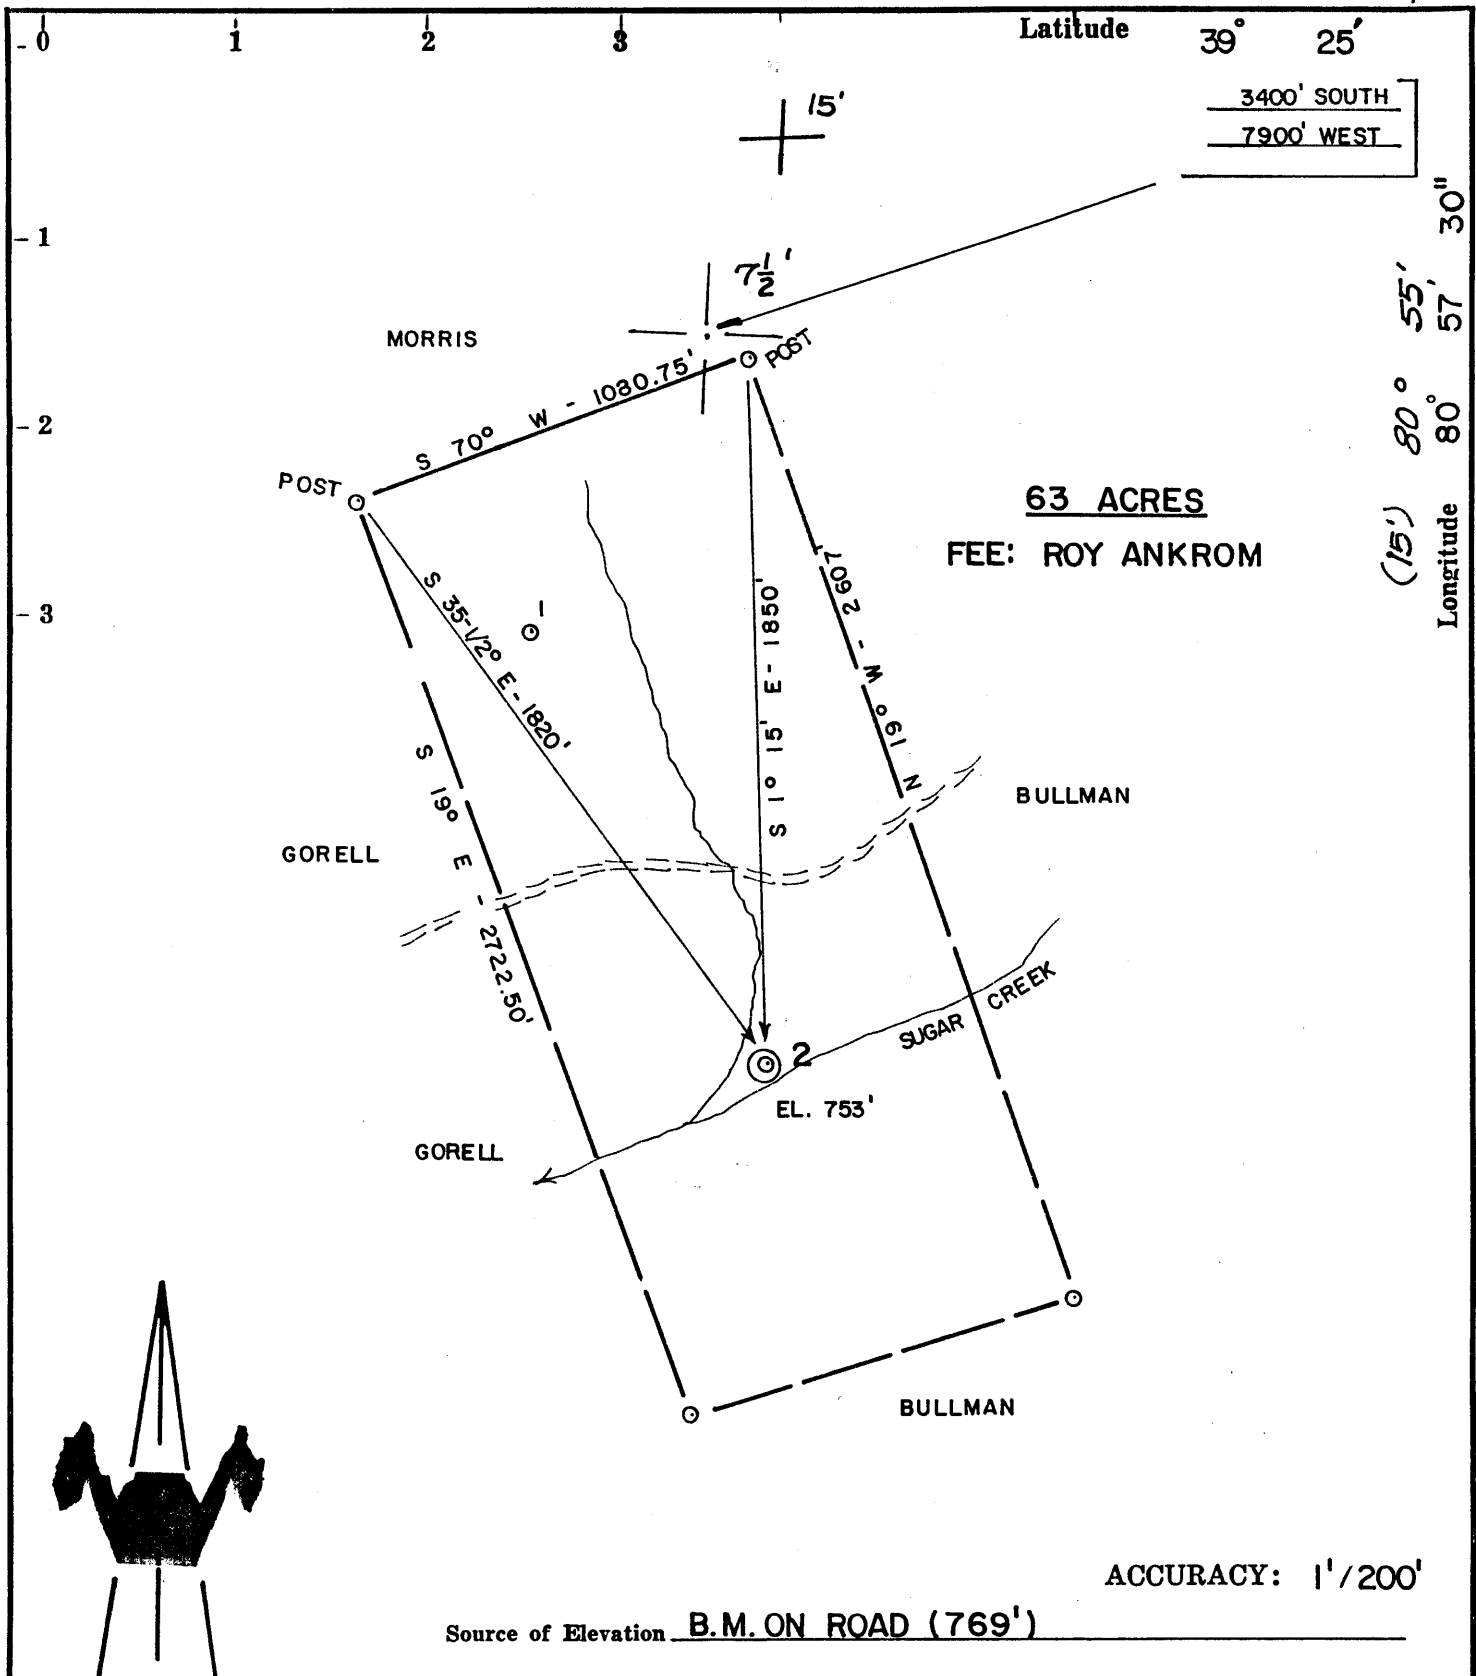 - 0 1 2 3 Latitude 39° 25'
15'
3400' SOUTH
7900' WEST
- 1
7½'
MORRIS
POST
S 70° W - 1030.75'
- 2
POST
63 ACRES
FEE: ROY ANKROM
(15') 80° 55'
Longitude 80° 57' 30"
- 3
1
S 35-1/2° E - 1820'
S 1° 15' E - 1850'
N 19° W - 2607'
S 19° E - 2722.50'
BULLMAN
GORELL
SUGAR CREEK
2
EL. 753'
GORELL
BULLMAN
ACCURACY: 1'/200'
Source of Elevation B.M. ON ROAD (769')